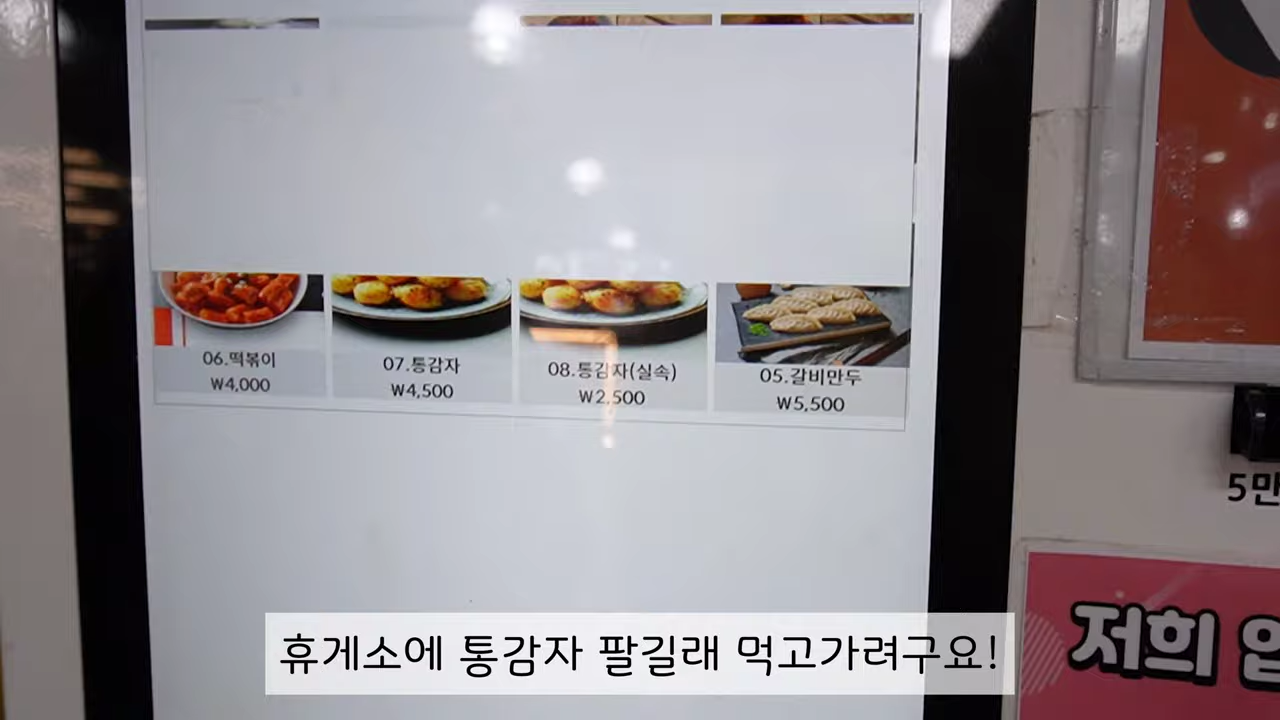 06.떡볶이
₩4,000
07.통감자
₩4,500
08.통감자(실속)
₩2,500
05.갈비만두
₩5,500
5만
저희
휴게소에 통감자 팔길래 먹고가려구요!